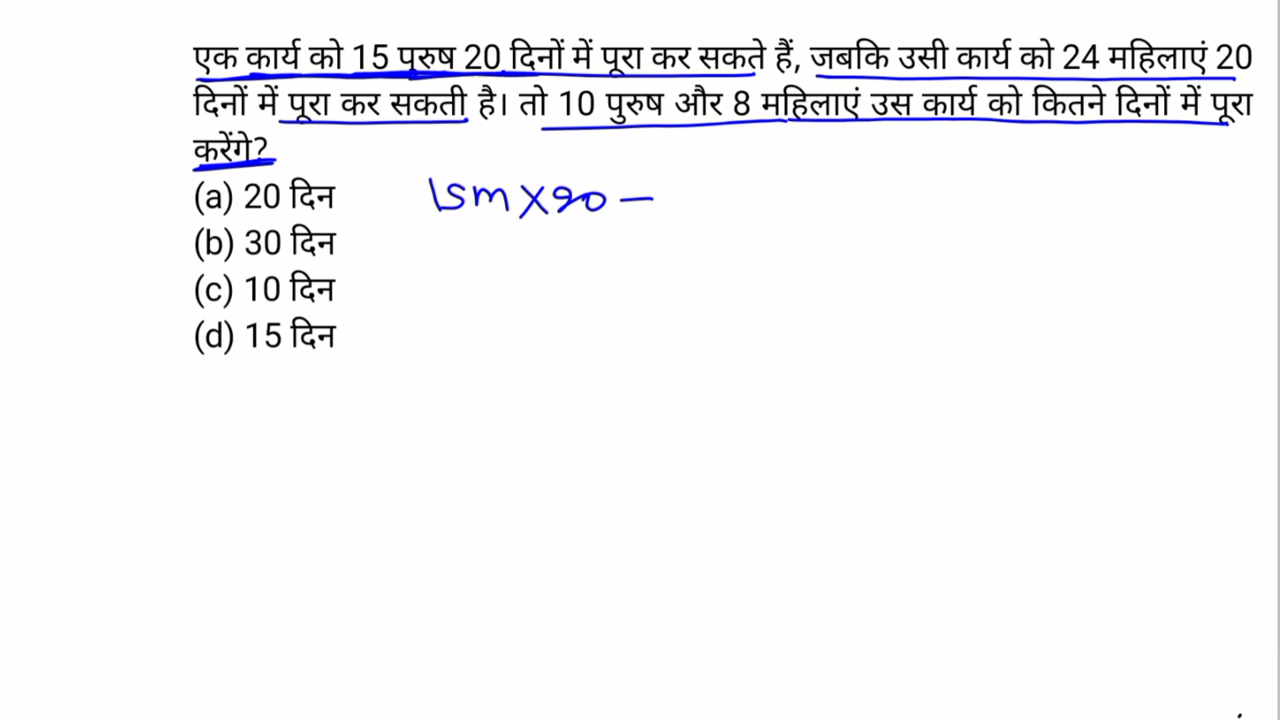 एक कार्य को 15 पुरुष 20 दिनों में पूरा कर सकते हैं, जबकि उसी कार्य को 24 महिलाएं 20
दिनों में पूरा कर सकती है। तो 10 पुरुष और 8 महिलाएं उस कार्य को कितने दिनों में पूरा
करेंगे?
(a) 20 दिन
15m×20 –
(b) 30 दिन
(c) 10 दिन
(d) 15 दिन